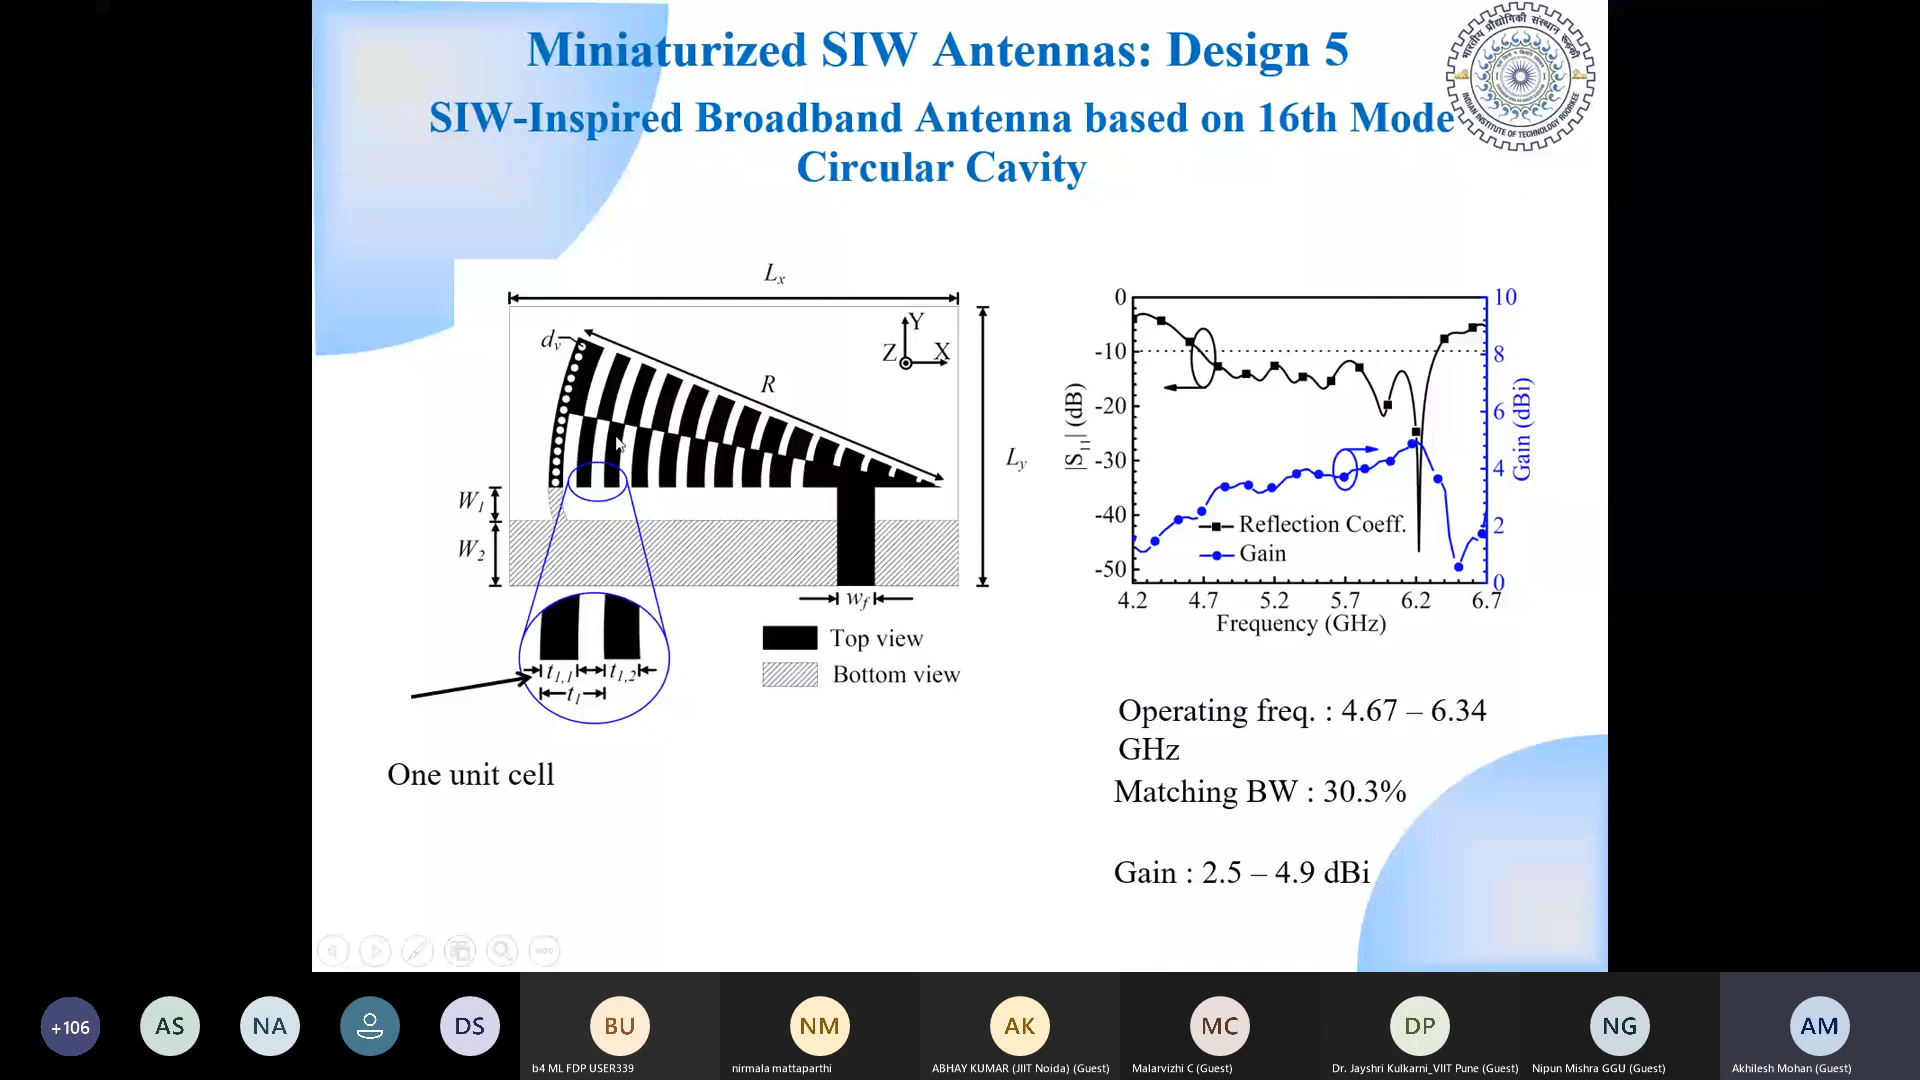 Miniaturized SIW Antennas: Design 5
SIW-Inspired Broadband Antenna based on 16th Mode
Circular Cavity
भारतीय प्रौद्योगिकी संस्थान रूड़की
INDIAN INSTITUTE OF TECHNOLOGY ROORKEE
Lx
dv
R
Y
Z
X
Ly
W1
W2
wf
t1,1
t1,2
t1
Top view
Bottom view
One unit cell
0
-10
-20
-30
-40
-50
|S11| (dB)
10
8
6
4
2
0
Gain (dBi)
Reflection Coeff.
Gain
4.2 4.7 5.2 5.7 6.2 6.7
Frequency (GHz)
Operating freq. : 4.67 – 6.34
GHz
Matching BW : 30.3%
Gain : 2.5 – 4.9 dBi
+106
AS
NA
DS
BU
b4 ML FDP USER339
NM
nirmala mattaparthi
AK
ABHAY KUMAR (JIIT Noida) (Guest)
MC
Malarvizhi C (Guest)
DP
Dr. Jayshri Kulkarni_VIIT Pune (Guest)
NG
Nipun Mishra GGU (Guest)
AM
Akhilesh Mohan (Guest)